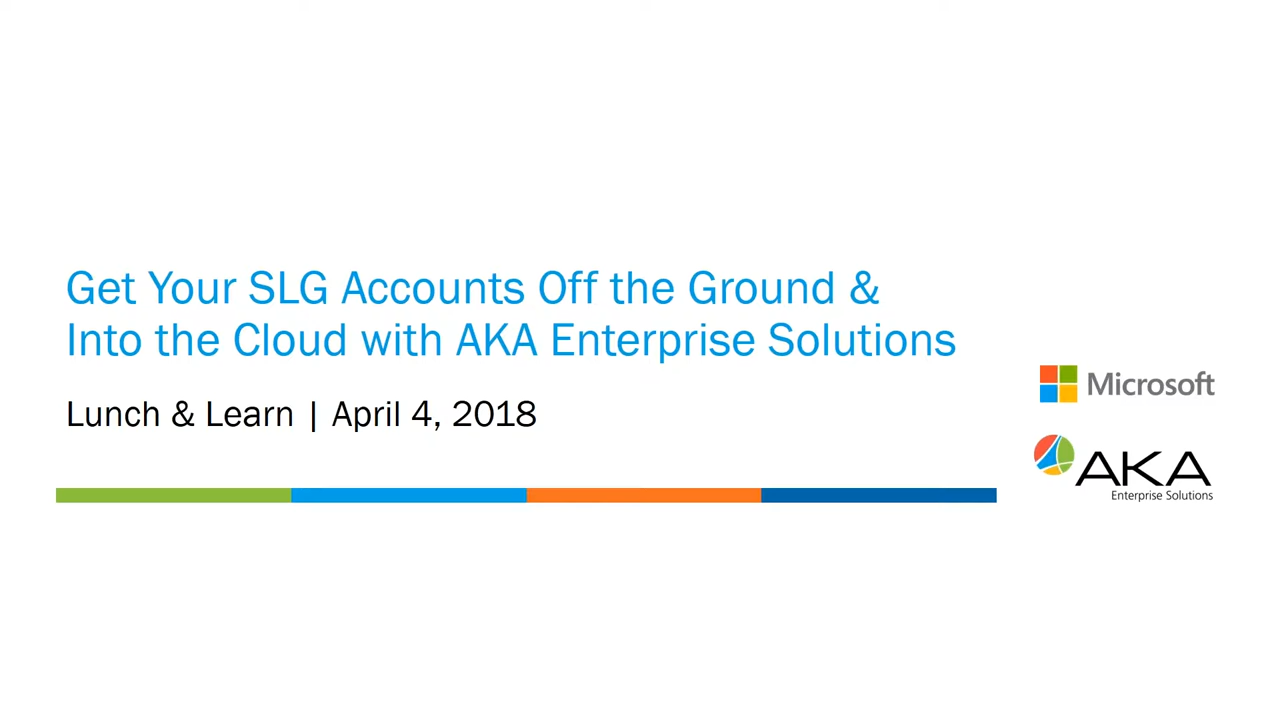 Get Your SLG Accounts Off the Ground &
Into the Cloud with AKA Enterprise Solutions
Lunch & Learn | April 4, 2018
Microsoft
AKA
Enterprise Solutions